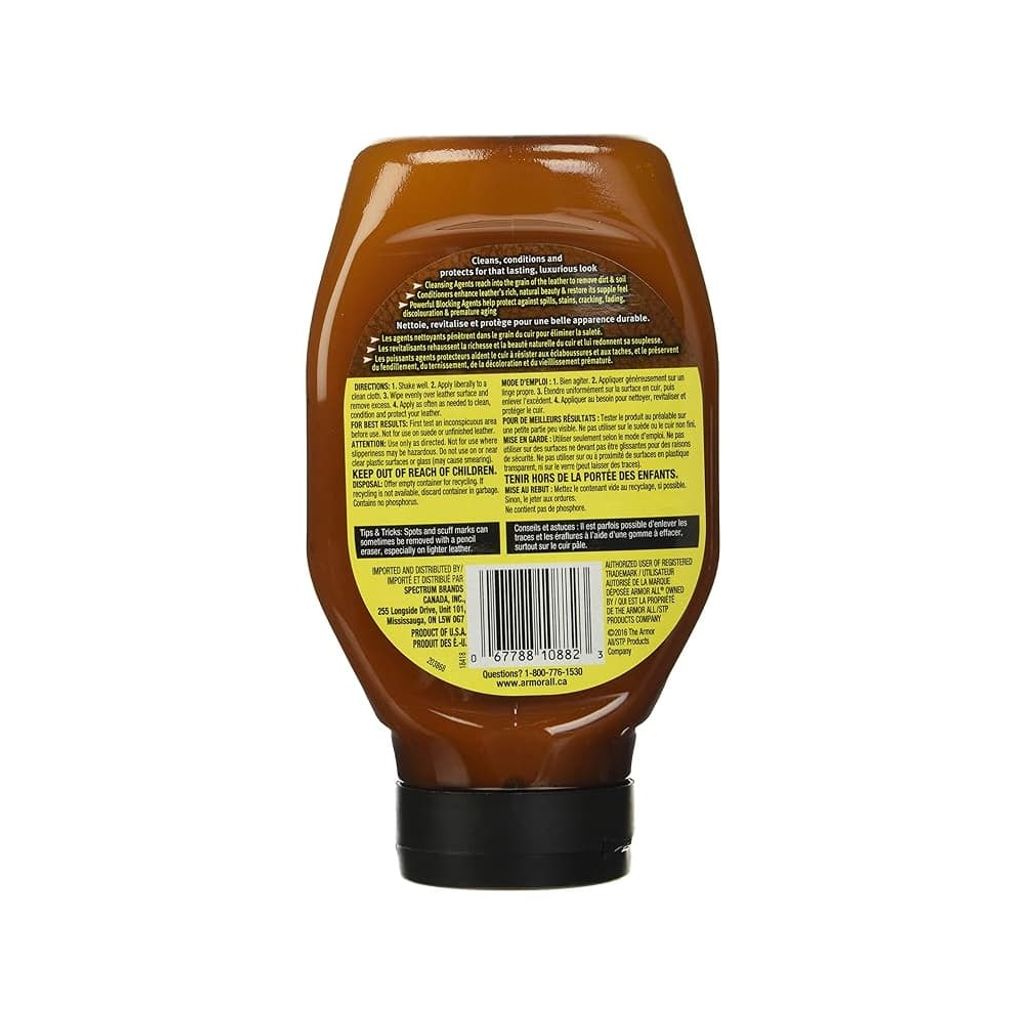 Cleans, conditions and
protects for that lasting, luxurious look
Cleansing Agents reach into the grain of the leather to remove dirt & soil
Conditioners enhance leather's rich, natural beauty & restore its supple feel
Powerful Blocking Agents help protect against spills, stains, cracking, fading,
discolouration & premature aging
Nettoie, revitalise et protège pour une belle apparence durable.
Les agents nettoyants pénètrent dans le grain du cuir pour éliminer la saleté.
Les revitalisants rehaussent la richesse et la beauté naturelle du cuir et lui redonnent sa souplesse.
Les puissants agents protecteurs aident le cuir à résister aux éclaboussures et aux taches, et le préservent
du fendillement, du ternissement, de la décoloration et du vieillissement prématuré.
DIRECTIONS: 1. Shake well. 2. Apply liberally to a
clean cloth. 3. Wipe evenly over leather surface and
remove excess. 4. Apply as often as needed to clean,
condition and protect your leather.
FOR BEST RESULTS: First test an inconspicuous area
before use. Not for use on suede or unfinished leather.
ATTENTION: Use only as directed. Not for use where
slipperiness may be hazardous. Do not use on or near
clear plastic surfaces or glass (may cause smearing).
KEEP OUT OF REACH OF CHILDREN.
DISPOSAL: Offer empty container for recycling. If
recycling is not available, discard container in garbage.
Contains no phosphorus.
MODE D'EMPLOI : 1. Bien agiter. 2. Appliquer généreusement sur un
linge propre. 3. Étendre uniformément sur la surface en cuir, puis
enlever l'excédent. 4. Appliquer au besoin pour nettoyer, revitaliser et
protéger le cuir.
POUR DE MEILLEURS RÉSULTATS : Tester le produit au préalable sur
une petite partie peu visible. Ne pas utiliser sur le suède ou le cuir non fini.
MISE EN GARDE : Utiliser seulement selon le mode d'emploi. Ne pas
utiliser sur des surfaces ne devant pas être glissantes pour des raisons
de sécurité. Ne pas utiliser sur ou à proximité de surfaces en plastique
transparent, ni sur le verre (peut laisser des traces).
TENIR HORS DE LA PORTÉE DES ENFANTS.
MISE AU REBUT : Mettez le contenant vide au recyclage, si possible.
Sinon, le jeter aux ordures.
Ne contient pas de phosphore.
Tips & Tricks: Spots and scuff marks can
sometimes be removed with a pencil
eraser, especially on lighter leather.
Conseils et astuces : Il est parfois possible d'enlever les
traces et les éraflures à l'aide d'une gomme à effacer,
surtout sur le cuir pâle.
IMPORTED AND DISTRIBUTED BY/
IMPORTÉ ET DISTRIBUÉ PAR
SPECTRUM BRANDS
CANADA, INC.,
255 Longside Drive, Unit 101,
Mississauga, ON L5W 0G7
PRODUCT OF U.S.A.
PRODUIT DES É.-U.
203868
18418
0 67788 10882 3
AUTHORIZED USER OF REGISTERED
TRADEMARK / UTILISATEUR
AUTORISÉ DE LA MARQUE
DÉPOSÉE ARMOR ALL® OWNED
BY / QUI EST LA PROPRIÉTÉ
DE THE ARMOR ALL/STP
PRODUCTS COMPANY
©2016 The Armor
All/STP Products
Company
Questions? 1-800-776-1530
www.armorall.ca